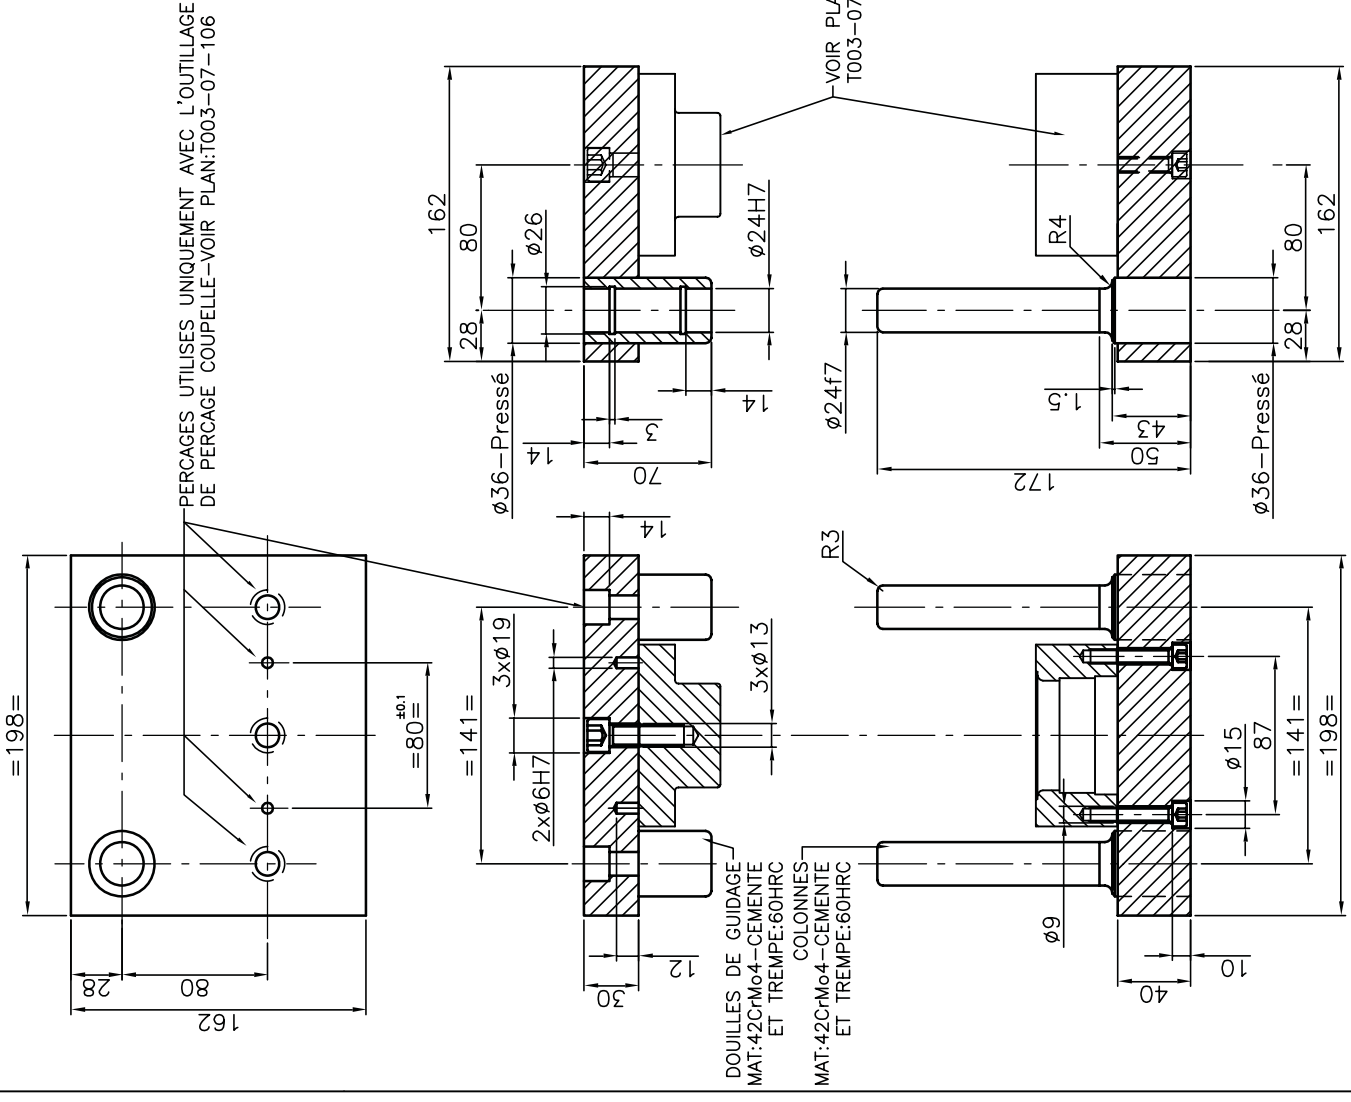 PERCAGES UTILISES UNIQUEMENT AVEC L'OUTILLAGE
DE PERCAGE COUPELLE-VOIR PLAN:T003-07-106
=198=
=80±0.1=
28
80
162
162
80
28
ø26
ø24H7
ø36-Pressé
14
3
14
70
VOIR PLA
T003-07
=141=
3xø19
2xø6H7
3xø13
14
12
30
DOUILLES DE GUIDAGE
MAT:42CrMo4-CEMENTE
ET TREMPE:60HRC
COLONNES
MAT:42CrMo4-CEMENTE
ET TREMPE:60HRC
R4
ø24f7
1.5
43
50
172
ø36-Pressé
28
80
162
R3
ø9
ø15
87
=141=
=198=
10
40